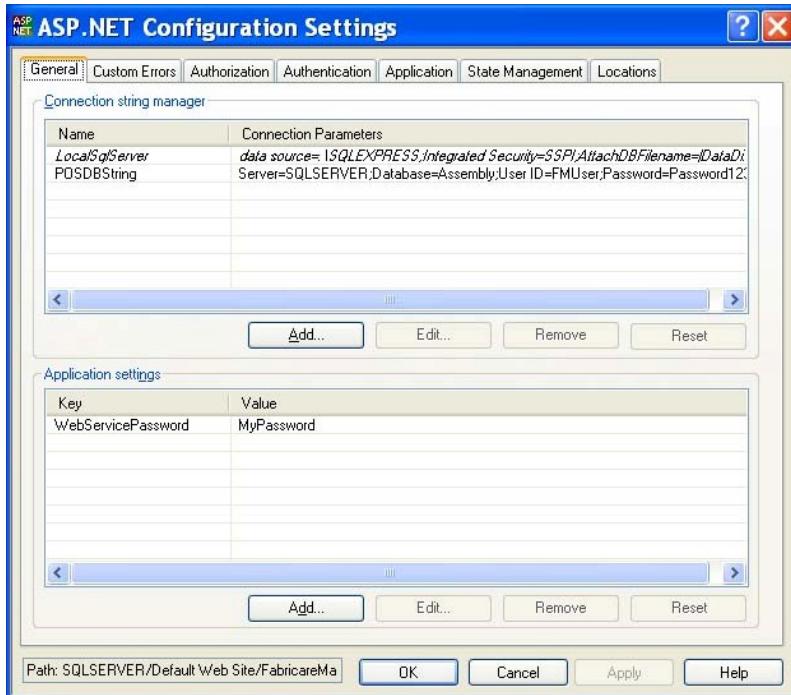 ASP.NET Configuration Settings
General Custom Errors Authorization Authentication Application State Management Locations
Connection string manager
Name Connection Parameters
LocalSqlServer data source=.\SQLEXPRESS;Integrated Security=SSPI;AttachDBFilename=|DataDi
POSDBString Server=SQLSERVER;Database=Assembly;User ID=FMUser;Password=Password123
Add... Edit... Remove Reset
Application settings
Key Value
WebServicePassword MyPassword
Add... Edit... Remove Reset
Path: SQLSERVER/Default Web Site/FabricareMa OK Cancel Apply Help